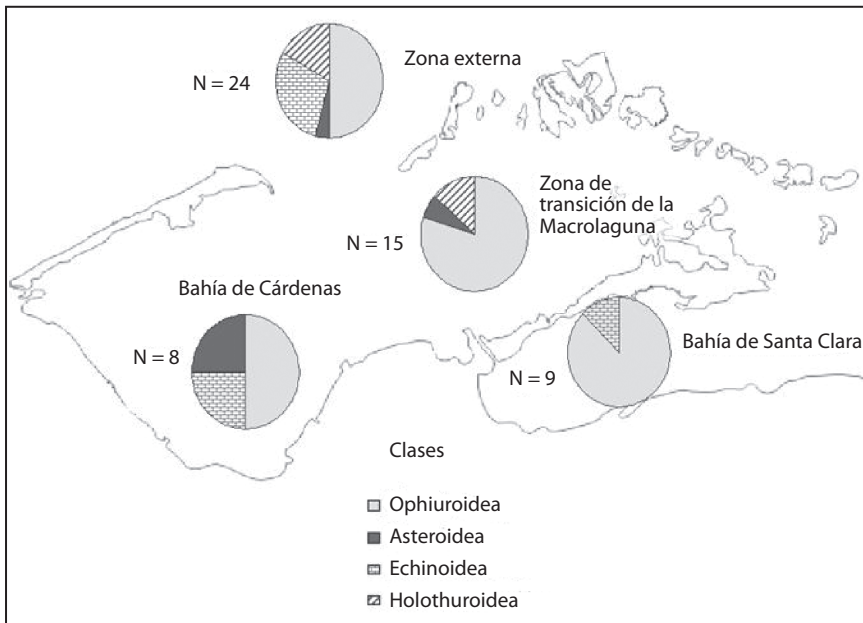 Zona externa
N = 24
Zona de
transición de la
Macrolaguna
N = 15
Bahía de Cárdenas
N = 8
Bahía de Santa Clara
N = 9
Clases
Ophiuroidea
Asteroidea
Echinoidea
Holothuroidea